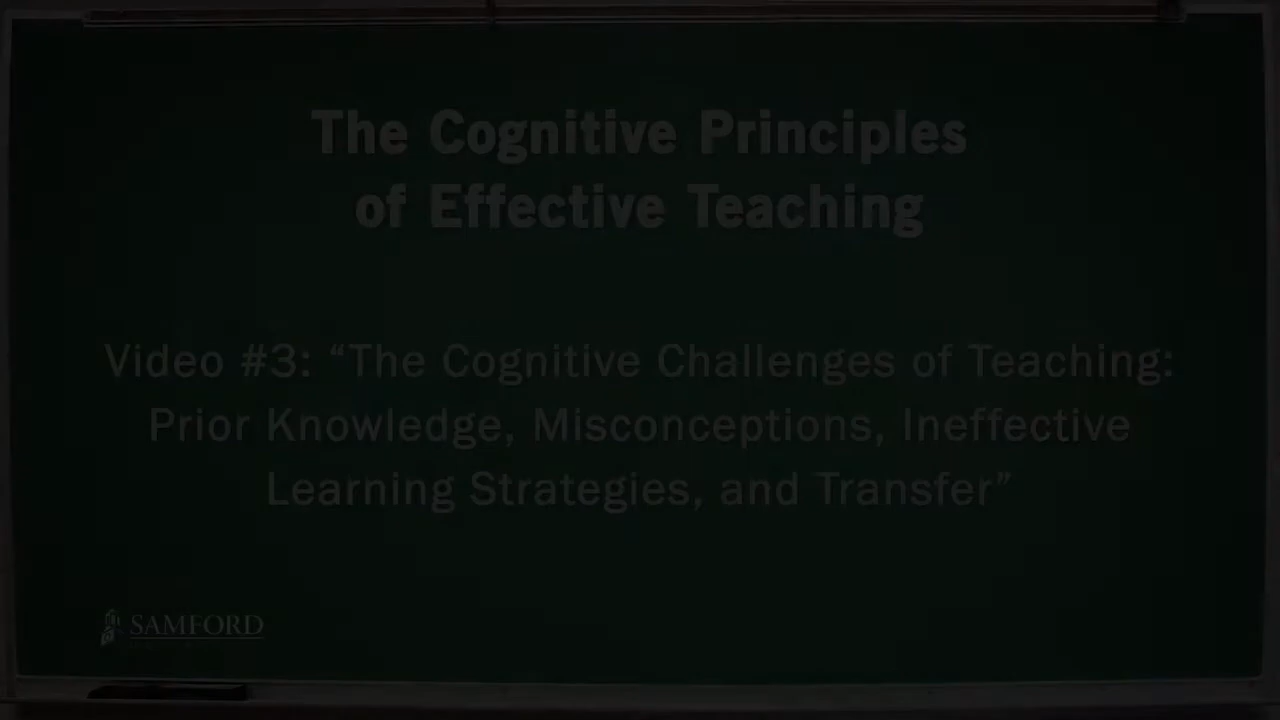 The Cognitive Principles
of Effective Teaching
Video #3: “The Cognitive Challenges of Teaching:
Prior Knowledge, Misconceptions, Ineffective
Learning Strategies, and Transfer”
SAMFORD